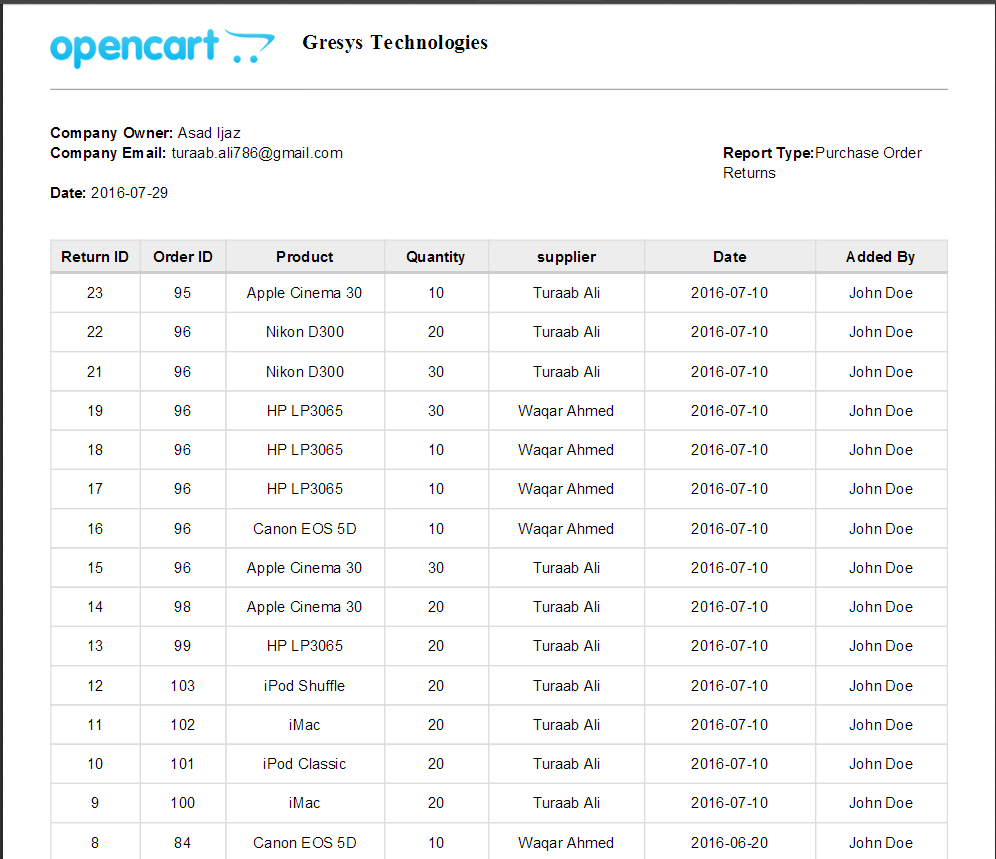 opencart
Gresys Technologies
Company Owner: Asad Ijaz
Company Email: turaab.ali786@gmail.com
Report Type:Purchase Order
Returns
Date: 2016-07-29
Return ID Order ID Product Quantity supplier Date Added By
23 95 Apple Cinema 30 10 Turaab Ali 2016-07-10 John Doe
22 96 Nikon D300 20 Turaab Ali 2016-07-10 John Doe
21 96 Nikon D300 30 Turaab Ali 2016-07-10 John Doe
19 96 HP LP3065 30 Waqar Ahmed 2016-07-10 John Doe
18 96 HP LP3065 10 Waqar Ahmed 2016-07-10 John Doe
17 96 HP LP3065 10 Waqar Ahmed 2016-07-10 John Doe
16 96 Canon EOS 5D 10 Waqar Ahmed 2016-07-10 John Doe
15 96 Apple Cinema 30 30 Turaab Ali 2016-07-10 John Doe
14 98 Apple Cinema 30 20 Turaab Ali 2016-07-10 John Doe
13 99 HP LP3065 20 Turaab Ali 2016-07-10 John Doe
12 103 iPod Shuffle 20 Turaab Ali 2016-07-10 John Doe
11 102 iMac 20 Turaab Ali 2016-07-10 John Doe
10 101 iPod Classic 20 Turaab Ali 2016-07-10 John Doe
9 100 iMac 20 Turaab Ali 2016-07-10 John Doe
8 84 Canon EOS 5D 10 Waqar Ahmed 2016-06-20 John Doe